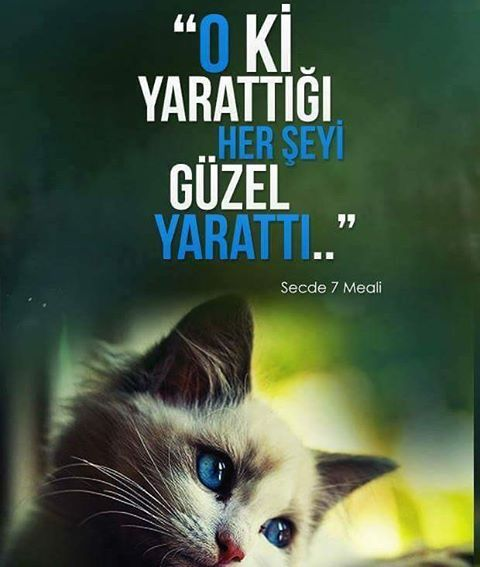 “O Kİ
YARATTIĞI
HER ŞEYİ
GÜZEL
YARATTI..”
Secde 7 Meali